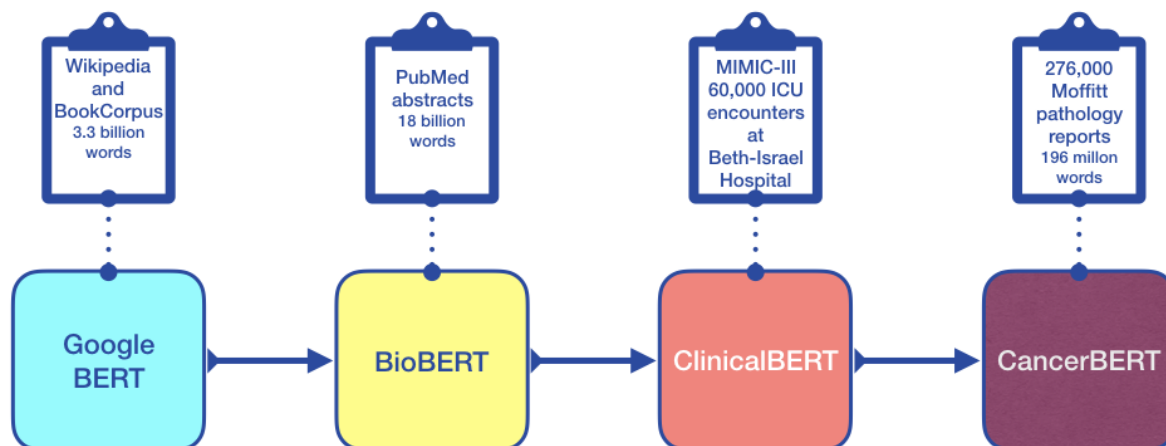 Wikipedia
and
BookCorpus
3.3 billion
words
PubMed
abstracts
18 billion
words
MIMIC-III
60,000 ICU
encounters
at
Beth-Israel
Hospital
276,000
Moffitt
pathology
reports
196 millon
words
Google
BERT
BioBERT
ClinicalBERT
CancerBERT